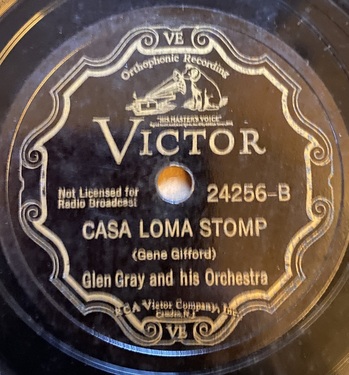 VE
Orthophonic Recording
"HIS MASTER'S VOICE"
VICTOR
Not Licensed for
Radio Broadcast
24256-B
CASA LOMA STOMP
(Gene Gifford)
Glen Gray and his Orchestra
RCA Victor Company, Inc.
Camden, N.J.
VE